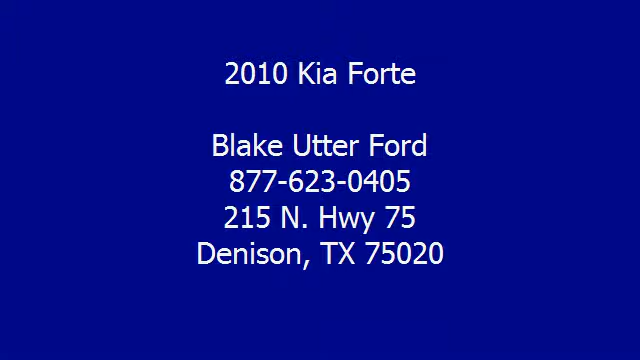 2010 Kia Forte
Blake Utter Ford
877-623-0405
215 N. Hwy 75
Denison, TX 75020